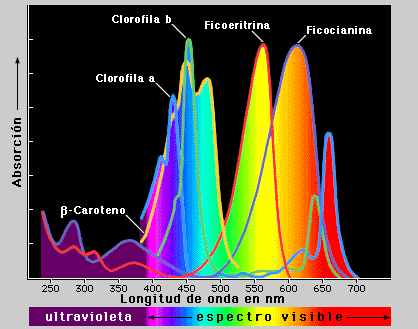 Clorofila b
Ficoeritrina
Ficocianina
Clorofila a
Absorción
β-Caroteno
250 350 400 450 500 550 600 650 700
Longitud de onda en nm
ultravioleta espectro visible